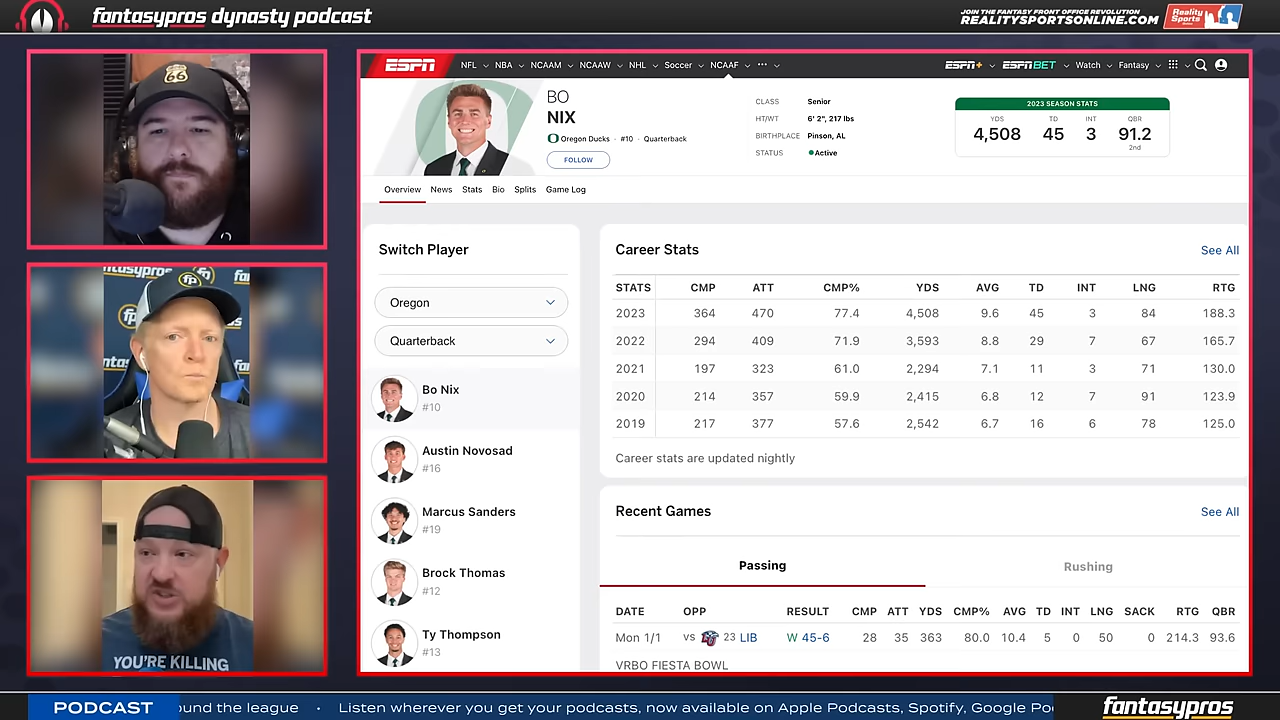 fantasypros dynasty podcast
JOIN THE FANTASY FRONT OFFICE REVOLUTION
REALITYSPORTSONLINE.COM
Reality Sports
66
fp
YOU'RE KILLING
ESPN
NFL NBA NCAAM NCAAW NHL Soccer NCAAF ... ESPN+ ESPN BET Watch Fantasy
BO
NIX
Oregon Ducks · #10 · Quarterback
FOLLOW
CLASS Senior
HT/WT 6' 2", 217 lbs
BIRTHPLACE Pinson, AL
STATUS Active
2023 SEASON STATS
YDS TD INT QBR
4,508 45 3 91.2
2nd
Overview News Stats Bio Splits Game Log
Switch Player
Oregon
Quarterback
Bo Nix
#10
Austin Novosad
#16
Marcus Sanders
#19
Brock Thomas
#12
Ty Thompson
#13
Career Stats See All
STATS CMP ATT CMP% YDS AVG TD INT LNG RTG
2023 364 470 77.4 4,508 9.6 45 3 84 188.3
2022 294 409 71.9 3,593 8.8 29 7 67 165.7
2021 197 323 61.0 2,294 7.1 11 3 71 130.0
2020 214 357 59.9 2,415 6.8 12 7 91 123.9
2019 217 377 57.6 2,542 6.7 16 6 78 125.0
Career stats are updated nightly
Recent Games See All
Passing Rushing
DATE OPP RESULT CMP ATT YDS CMP% AVG TD INT LNG SACK RTG QBR
Mon 1/1 vs 23 LIB W 45-6 28 35 363 80.0 10.4 5 0 50 0 214.3 93.6
VRBO FIESTA BOWL
PODCAST ound the league · Listen wherever you get your podcasts, now available on Apple Podcasts, Spotify, Google Po fantasypros